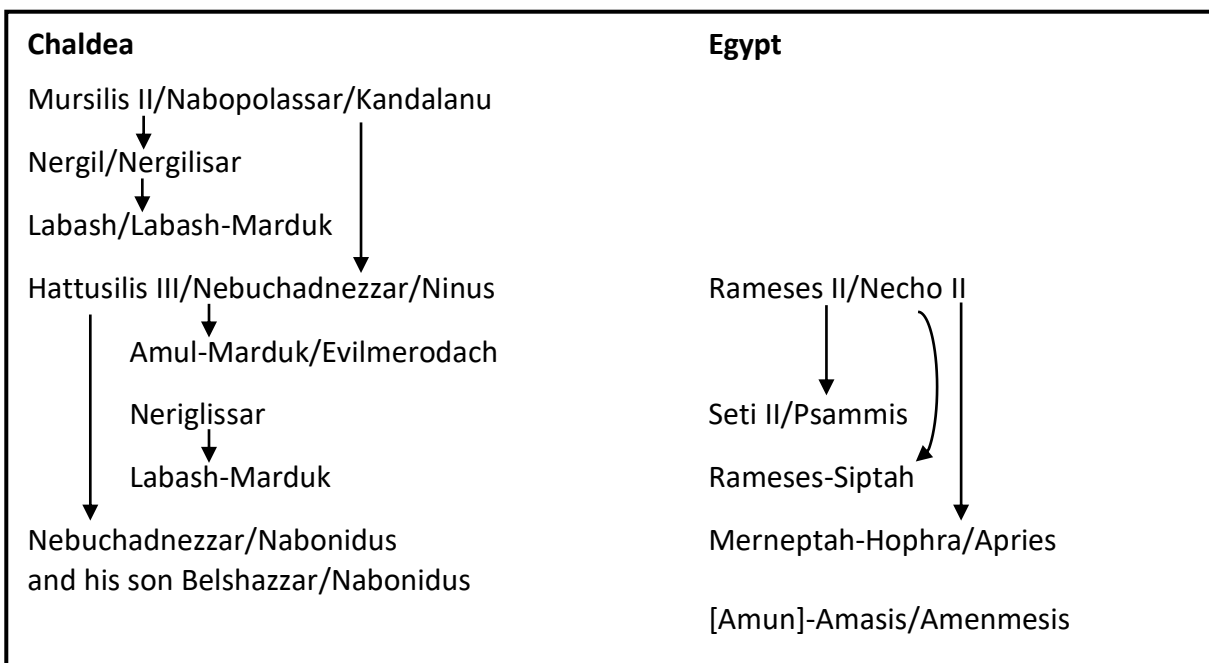 Chaldea
Mursilis II/Nabopolassar/Kandalanu
Nergil/Nergilisar
Labash/Labash-Marduk
Hattusilis III/Nebuchadnezzar/Ninus
Amul-Marduk/Evilmerodach
Neriglissar
Labash-Marduk
Nebuchadnezzar/Nabonidus
and his son Belshazzar/Nabonidus
Egypt
Rameses II/Necho II
Seti II/Psammis
Rameses-Siptah
Merneptah-Hophra/Apries
[Amun]-Amasis/Amenmesis